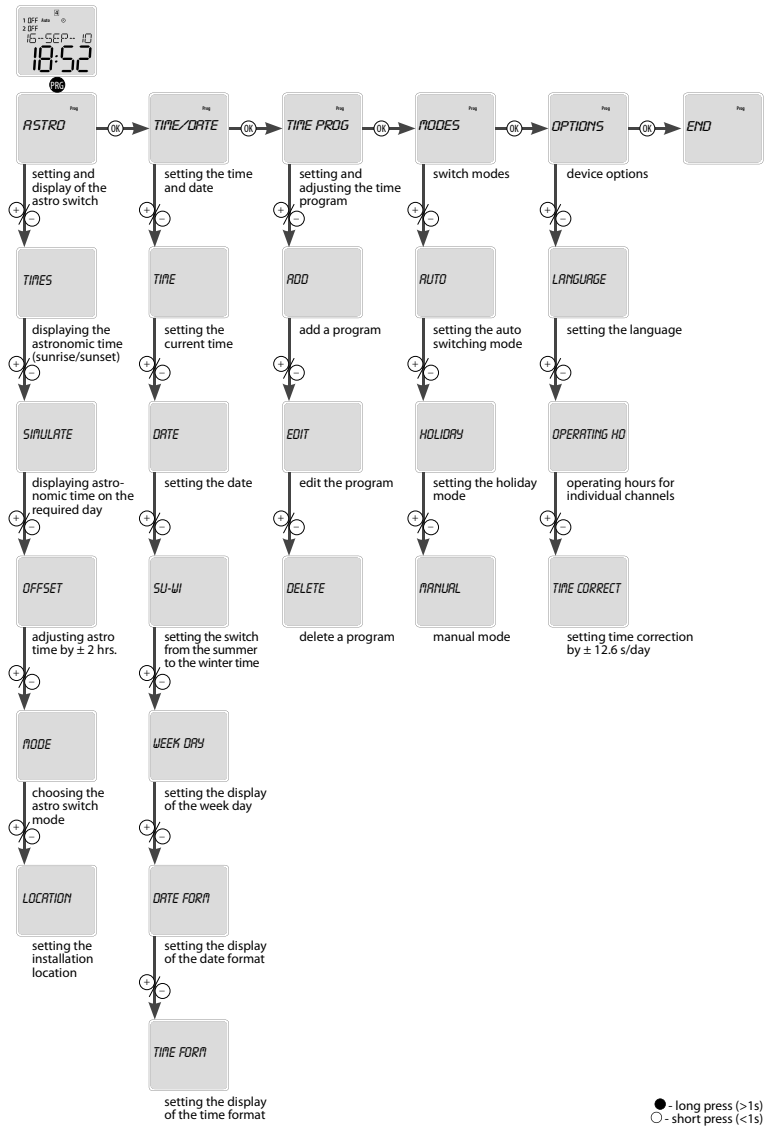 4
1 OFF Auto
2 OFF
16-SEP-10
18:52
PRG
Prog
ASTRO
OK
Prog
TIME/DATE
OK
Prog
TIME PROG
OK
Prog
MODES
OK
Prog
OPTIONS
OK
Prog
END
setting and
display of the
astro switch
+
−
setting the time
and date
+
−
setting and
adjusting the time
program
+
−
switch modes
+
−
device options
+
−
TIMES
TIME
ADD
AUTO
LANGUAGE
displaying the
astronomic time
(sunrise/sunset)
+
−
setting the
current time
+
−
add a program
+
−
setting the auto
switching mode
+
−
setting the language
+
−
SIMULATE
DATE
EDIT
HOLIDAY
OPERATING HO
displaying astro-
nomic time on the
required day
+
−
setting the date
+
−
edit the program
+
−
setting the holiday
mode
+
−
operating hours for
individual channels
+
−
OFFSET
SU-WI
DELETE
MANUAL
TIME CORRECT
adjusting astro
time by ± 2 hrs.
+
−
setting the switch
from the summer
to the winter time
+
−
delete a program
manual mode
setting time correction
by ± 12.6 s/day
MODE
WEEK DAY
choosing the
astro switch
mode
+
−
setting the display
of the week day
+
−
LOCATION
DATE FORM
setting the
installation
location
setting the display
of the date format
+
−
TIME FORM
setting the display
of the time format
- long press (>1s)
- short press (<1s)